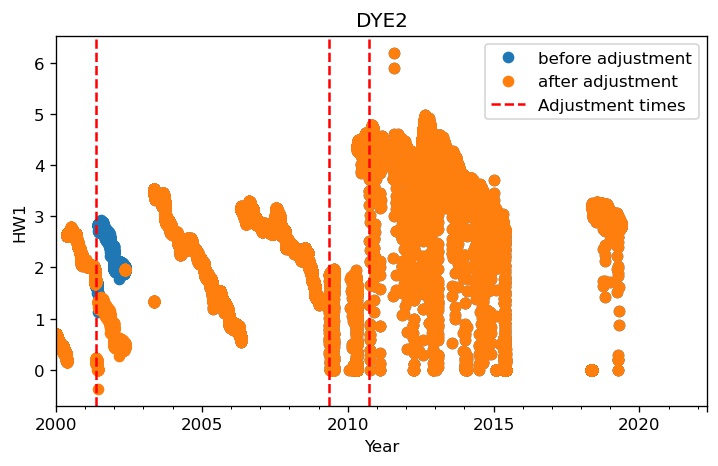 DYE2
before adjustment
after adjustment
Adjustment times
HW1
6
5
4
3
2
1
0
2000 2005 2010 2015 2020
Year